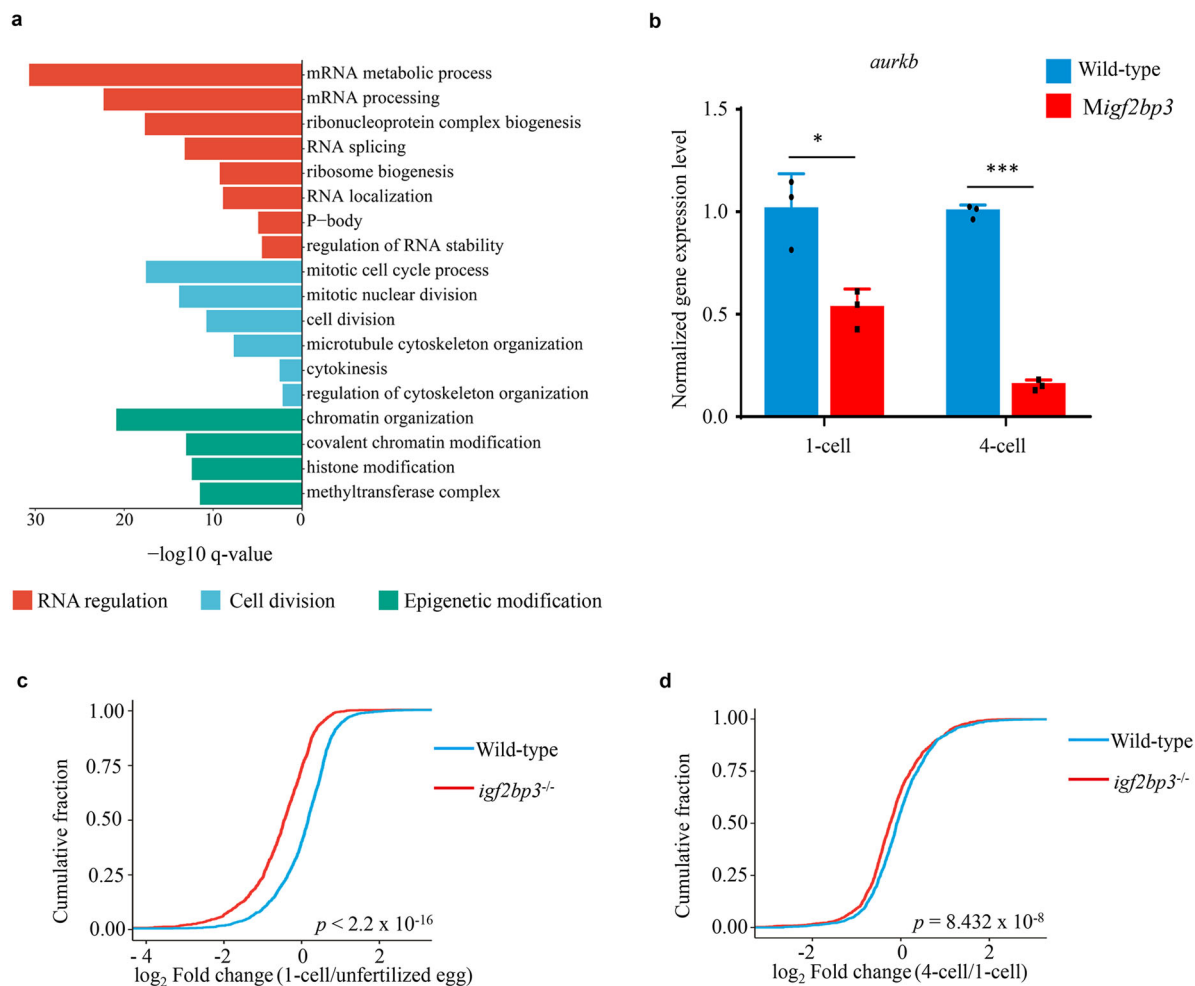 a
mRNA metabolic process
mRNA processing
ribonucleoprotein complex biogenesis
RNA splicing
ribosome biogenesis
RNA localization
P−body
regulation of RNA stability
mitotic cell cycle process
mitotic nuclear division
cell division
microtubule cytoskeleton organization
cytokinesis
regulation of cytoskeleton organization
chromatin organization
covalent chromatin modification
histone modification
methyltransferase complex
30 20 10 0
−log10 q-value
RNA regulation Cell division Epigenetic modification
b
aurkb
Wild-type
Migf2bp3
Normalized gene expression level
1.5
1.0
0.5
0.0
*
***
1-cell 4-cell
c
Cumulative fraction
1.00
0.75
0.50
0.25
0.00
Wild-type
igf2bp3-/-
p < 2.2 x 10-16
- 4 -2 0 2
log2 Fold change (1-cell/unfertilized egg)
d
Cumulative fraction
1.00
0.75
0.50
0.25
0.00
Wild-type
igf2bp3-/-
p = 8.432 x 10-8
-2 0 2
log2 Fold change (4-cell/1-cell)